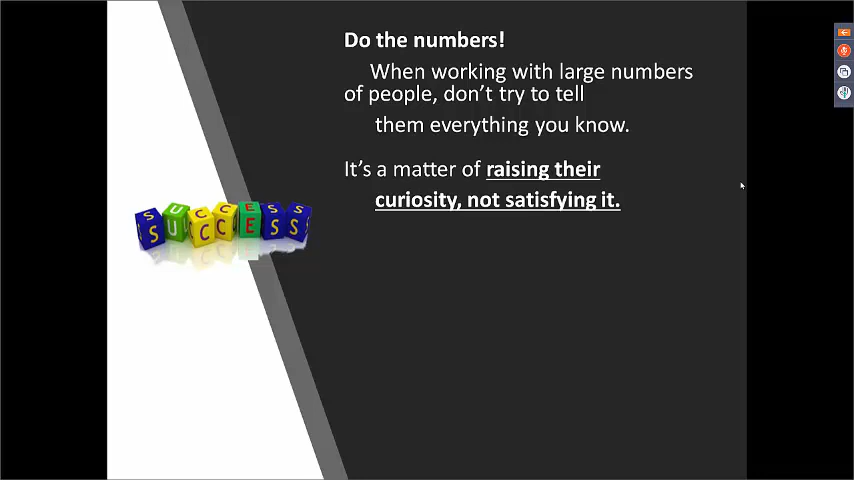 Do the numbers!
When working with large numbers
of people, don't try to tell
them everything you know.
It's a matter of raising their
curiosity, not satisfying it.
SUCCESS